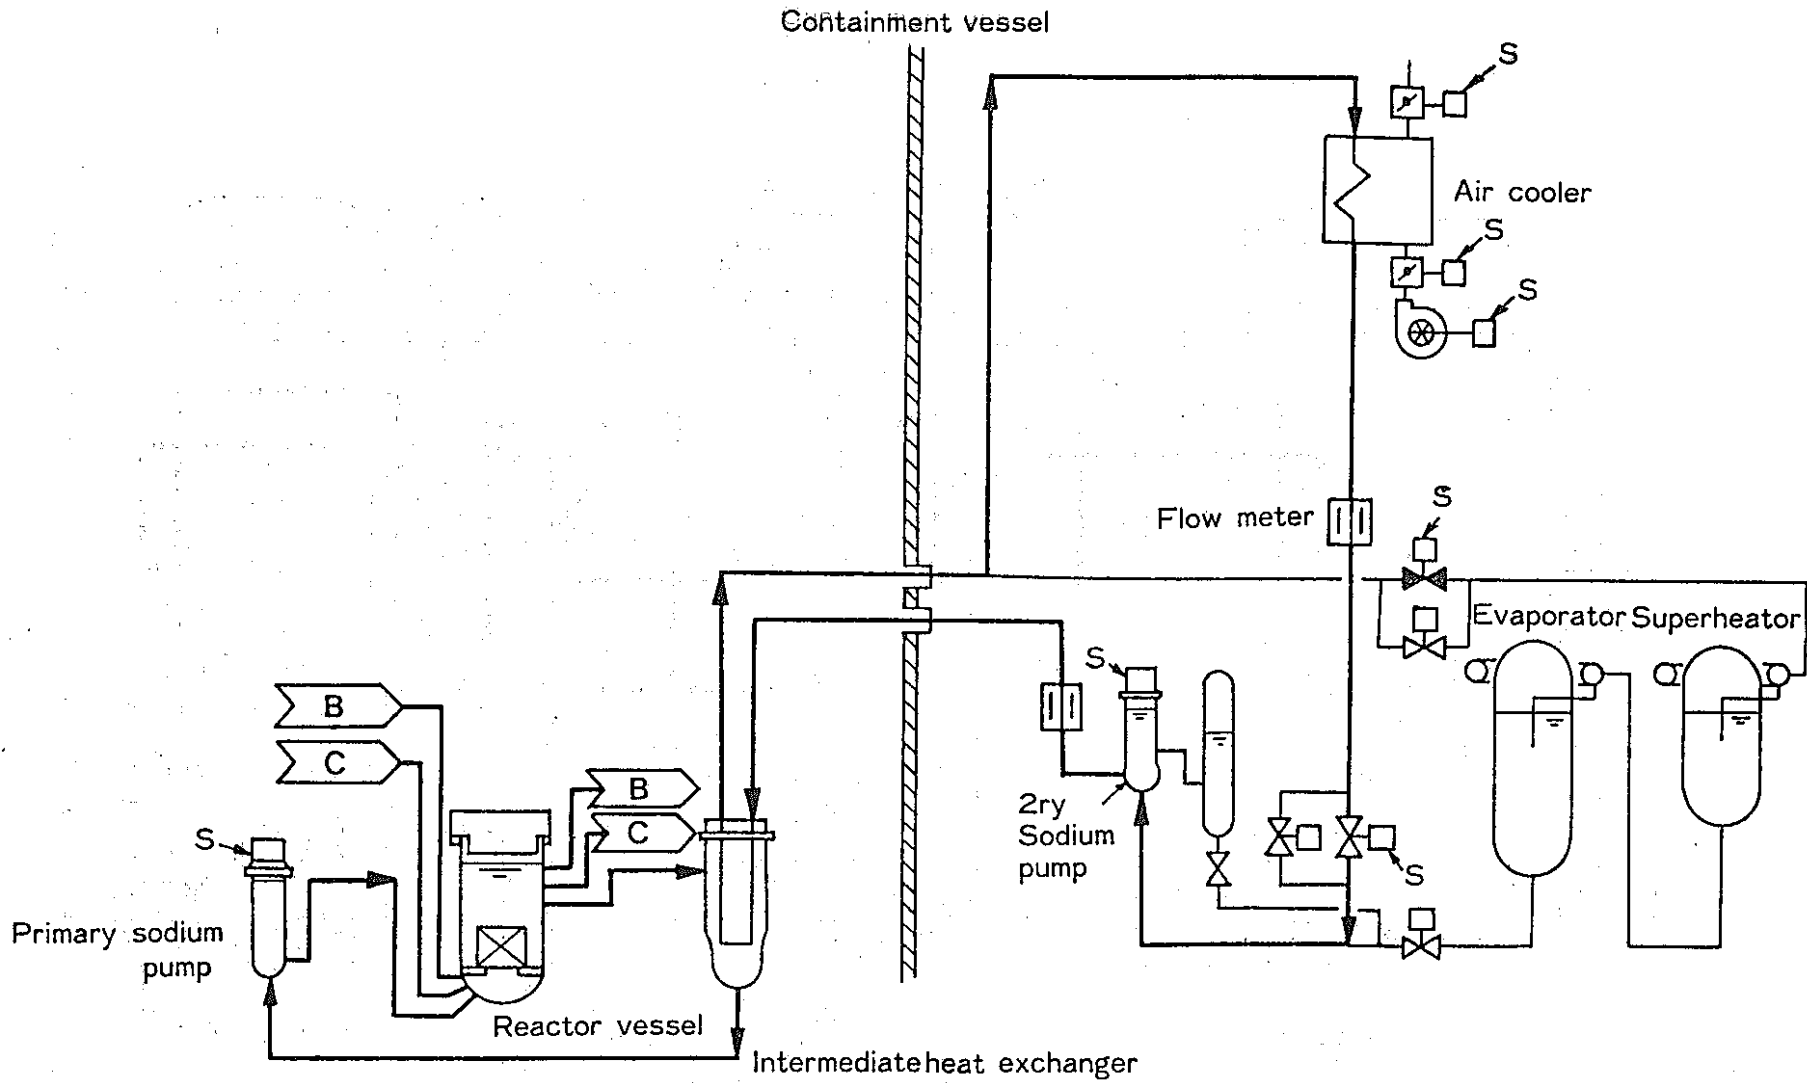 Containment vessel
S
Air cooler
S
S
Flow meter
S
Evaporator Superheator
S
B
C
B
C
2ry
Sodium
pump
S
S
Primary sodium
pump
Reactor vessel
Intermediate heat exchanger